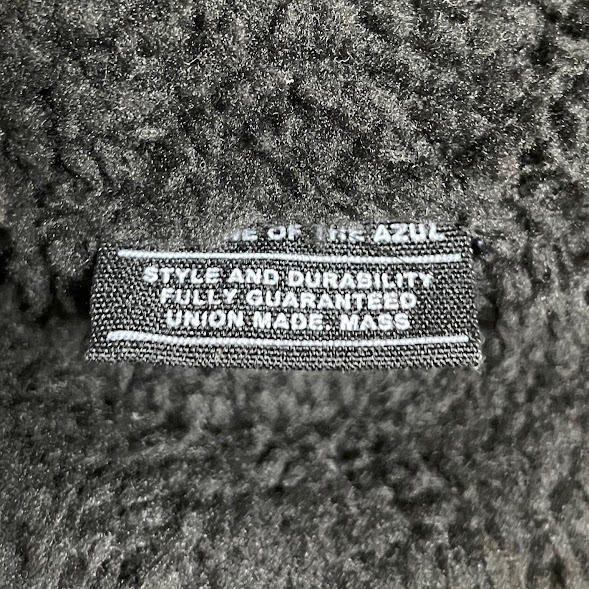 OF THE AZUL
STYLE AND DURABILITY
FULLY GUARANTEED
UNION MADE. MASS